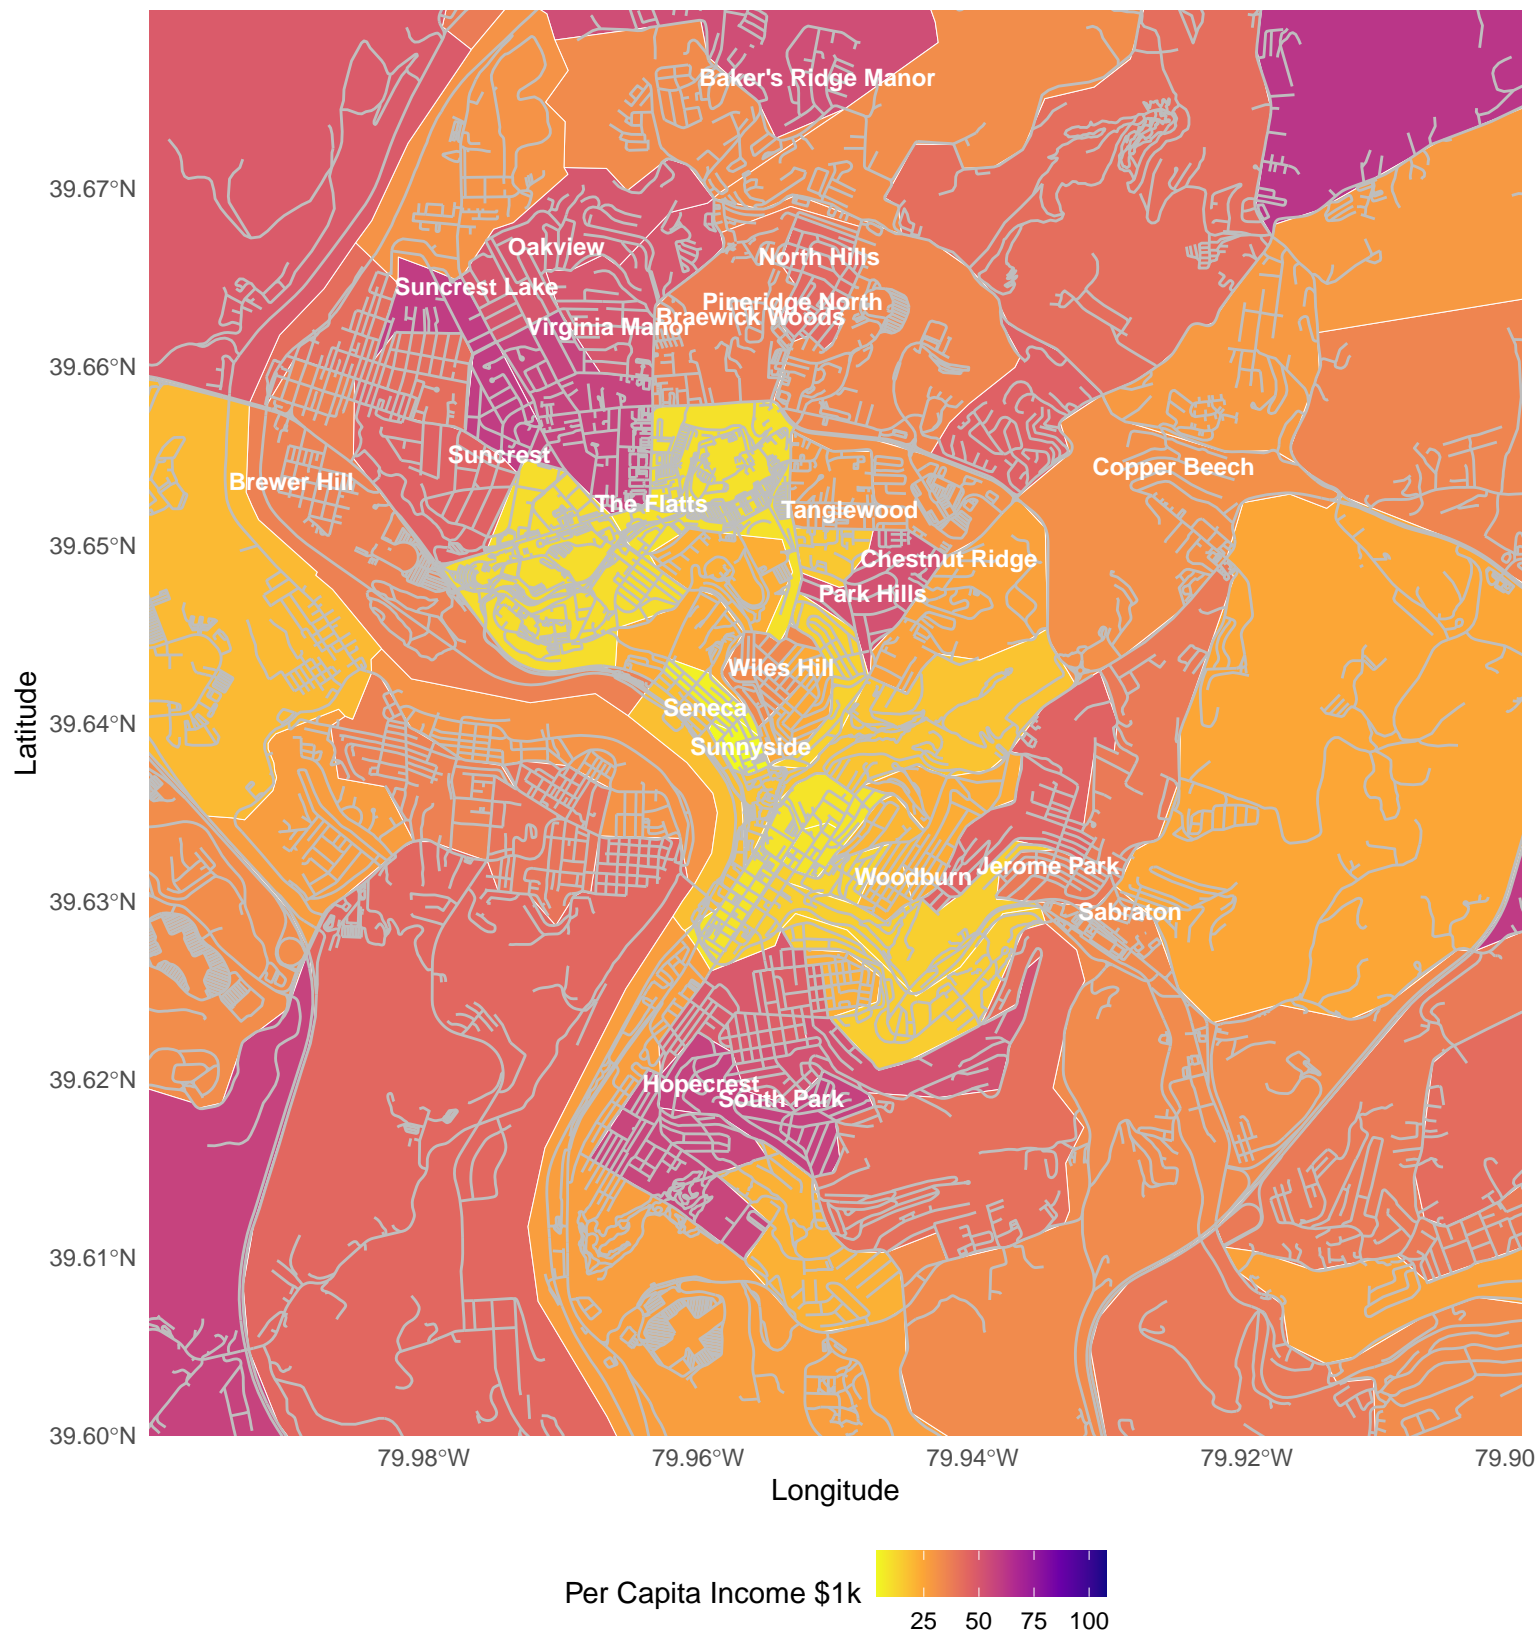 Baker's Ridge Manor
39.67°N
Oakview
North Hills
Suncrest Lake
Pineridge North
Braewick Woods
Virginia Manor
39.66°N
Suncrest
Copper Beech
Brewer Hill
The Flatts
Tanglewood
39.65°N
Chestnut Ridge
Park Hills
Wiles Hill
Seneca
39.64°N
Latitude
Sunnyside
Jerome Park
Woodburn
39.63°N
Sabraton
39.62°N
Hopecrest
South Park
39.61°N
39.60°N
79.98°W 79.96°W 79.94°W 79.92°W 79.90
Longitude
Per Capita Income $1k
25 50 75 100